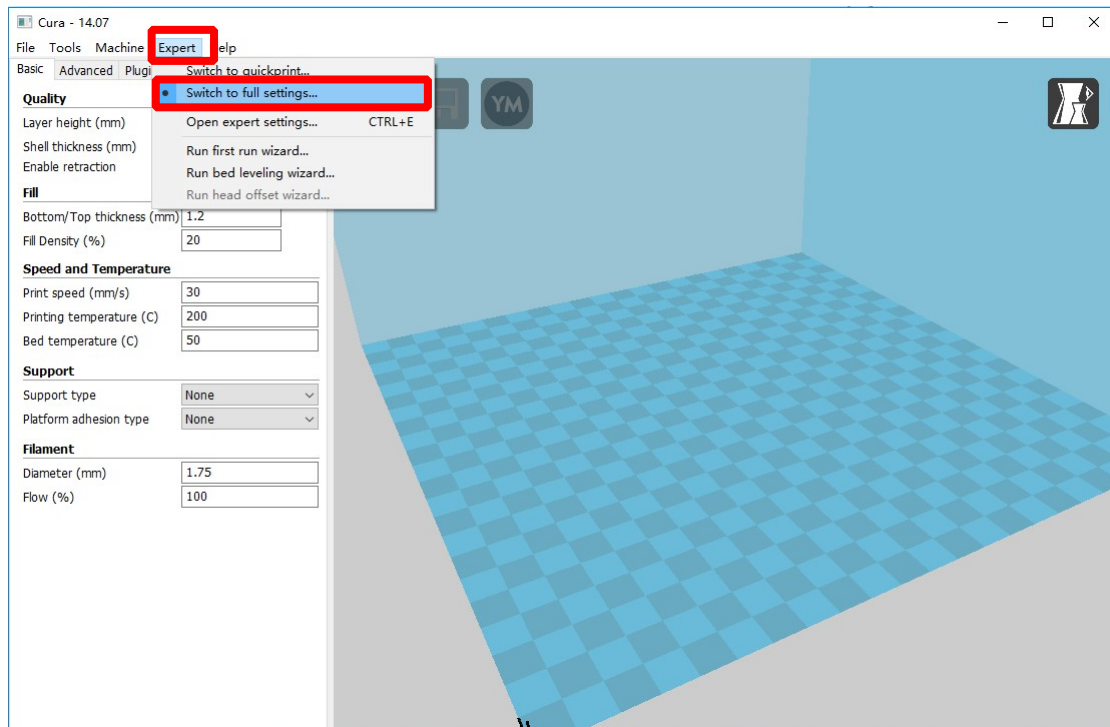 Cura - 14.07
File Tools Machine Expert elp
Basic Advanced Plugi
Switch to quickprint...
Switch to full settings...
Open expert settings... CTRL+E
Run first run wizard...
Run bed leveling wizard...
Run head offset wizard...
YM
Quality
Layer height (mm)
Shell thickness (mm)
Enable retraction
Fill
Bottom/Top thickness (mm) 1.2
Fill Density (%) 20
Speed and Temperature
Print speed (mm/s) 30
Printing temperature (C) 200
Bed temperature (C) 50
Support
Support type None
Platform adhesion type None
Filament
Diameter (mm) 1.75
Flow (%) 100